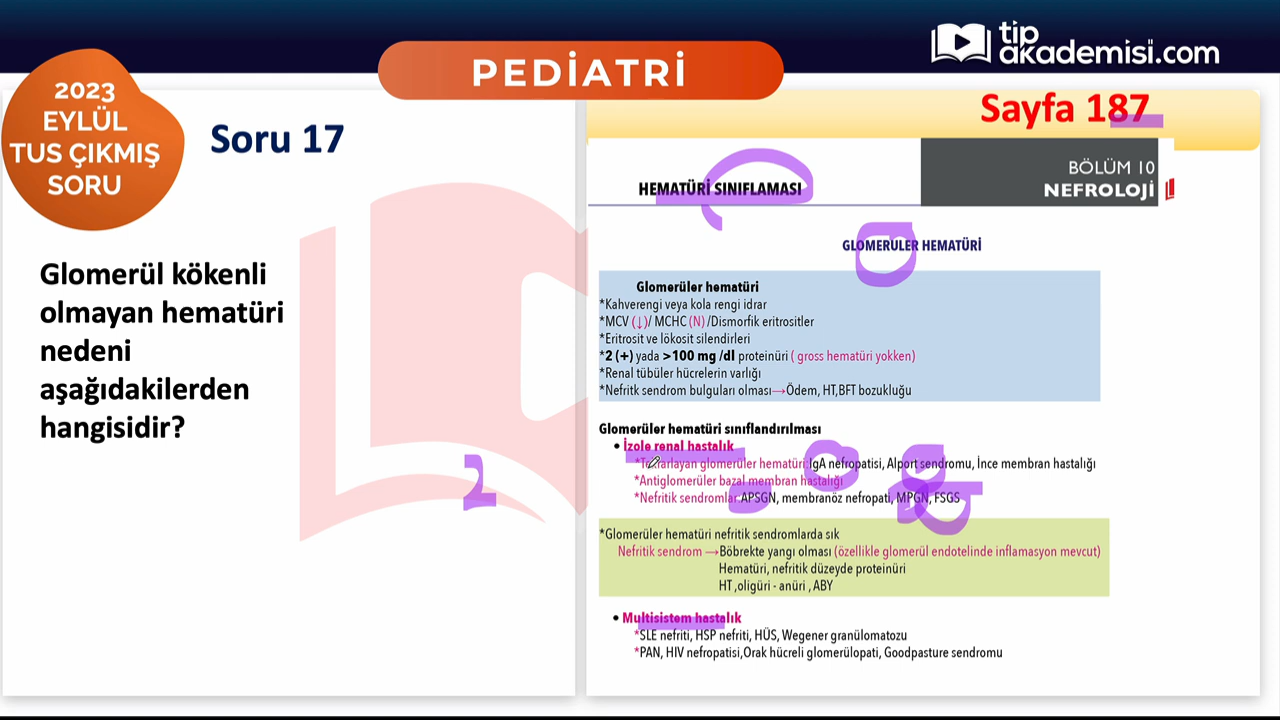 tıp
akademisi.com
PEDİATRİ
2023
EYLÜL
TUS ÇIKMIŞ
SORU
Soru 17
Glomerül kökenli
olmayan hematüri
nedeni
aşağıdakilerden
hangisidir?
2
Sayfa 187
BÖLÜM 10
NEFROLOJİ
HEMATÜRİ SINIFLAMASI
GLOMERÜLER HEMATÜRİ
Glomerüler hematüri
*Kahverengi veya kola rengi idrar
*MCV (↓)/ MCHC (N) /Dismorfik eritrositler
*Eritrosit ve lökosit silendirleri
*2 (+) yada >100 mg /dl proteinüri ( gross hematüri yokken)
*Renal tübüler hücrelerin varlığı
*Nefritik sendrom bulguları olması→Ödem, HT,BFT bozukluğu
Glomerüler hematüri sınıflandırılması
• İzole renal hastalık
*Tekrarlayan glomerüler hematüri: IgA nefropatisi, Alport sendromu, İnce membran hastalığı
*Antiglomerüler bazal membran hastalığı
*Nefritik sendromlar: APSGN, membranöz nefropati, MPGN, FSGS
*Glomerüler hematüri nefritik sendromlarda sık
Nefritik sendrom →Böbrekte yangı olması (özellikle glomerül endotelinde inflamasyon mevcut)
Hematüri, nefritik düzeyde proteinüri
HT ,oligüri - anüri , ABY
• Multisistem hastalık
*SLE nefriti, HSP nefriti, HÜS, Wegener granülomatozu
*PAN, HIV nefropatisi,Orak hücreli glomerülopati, Goodpasture sendromu